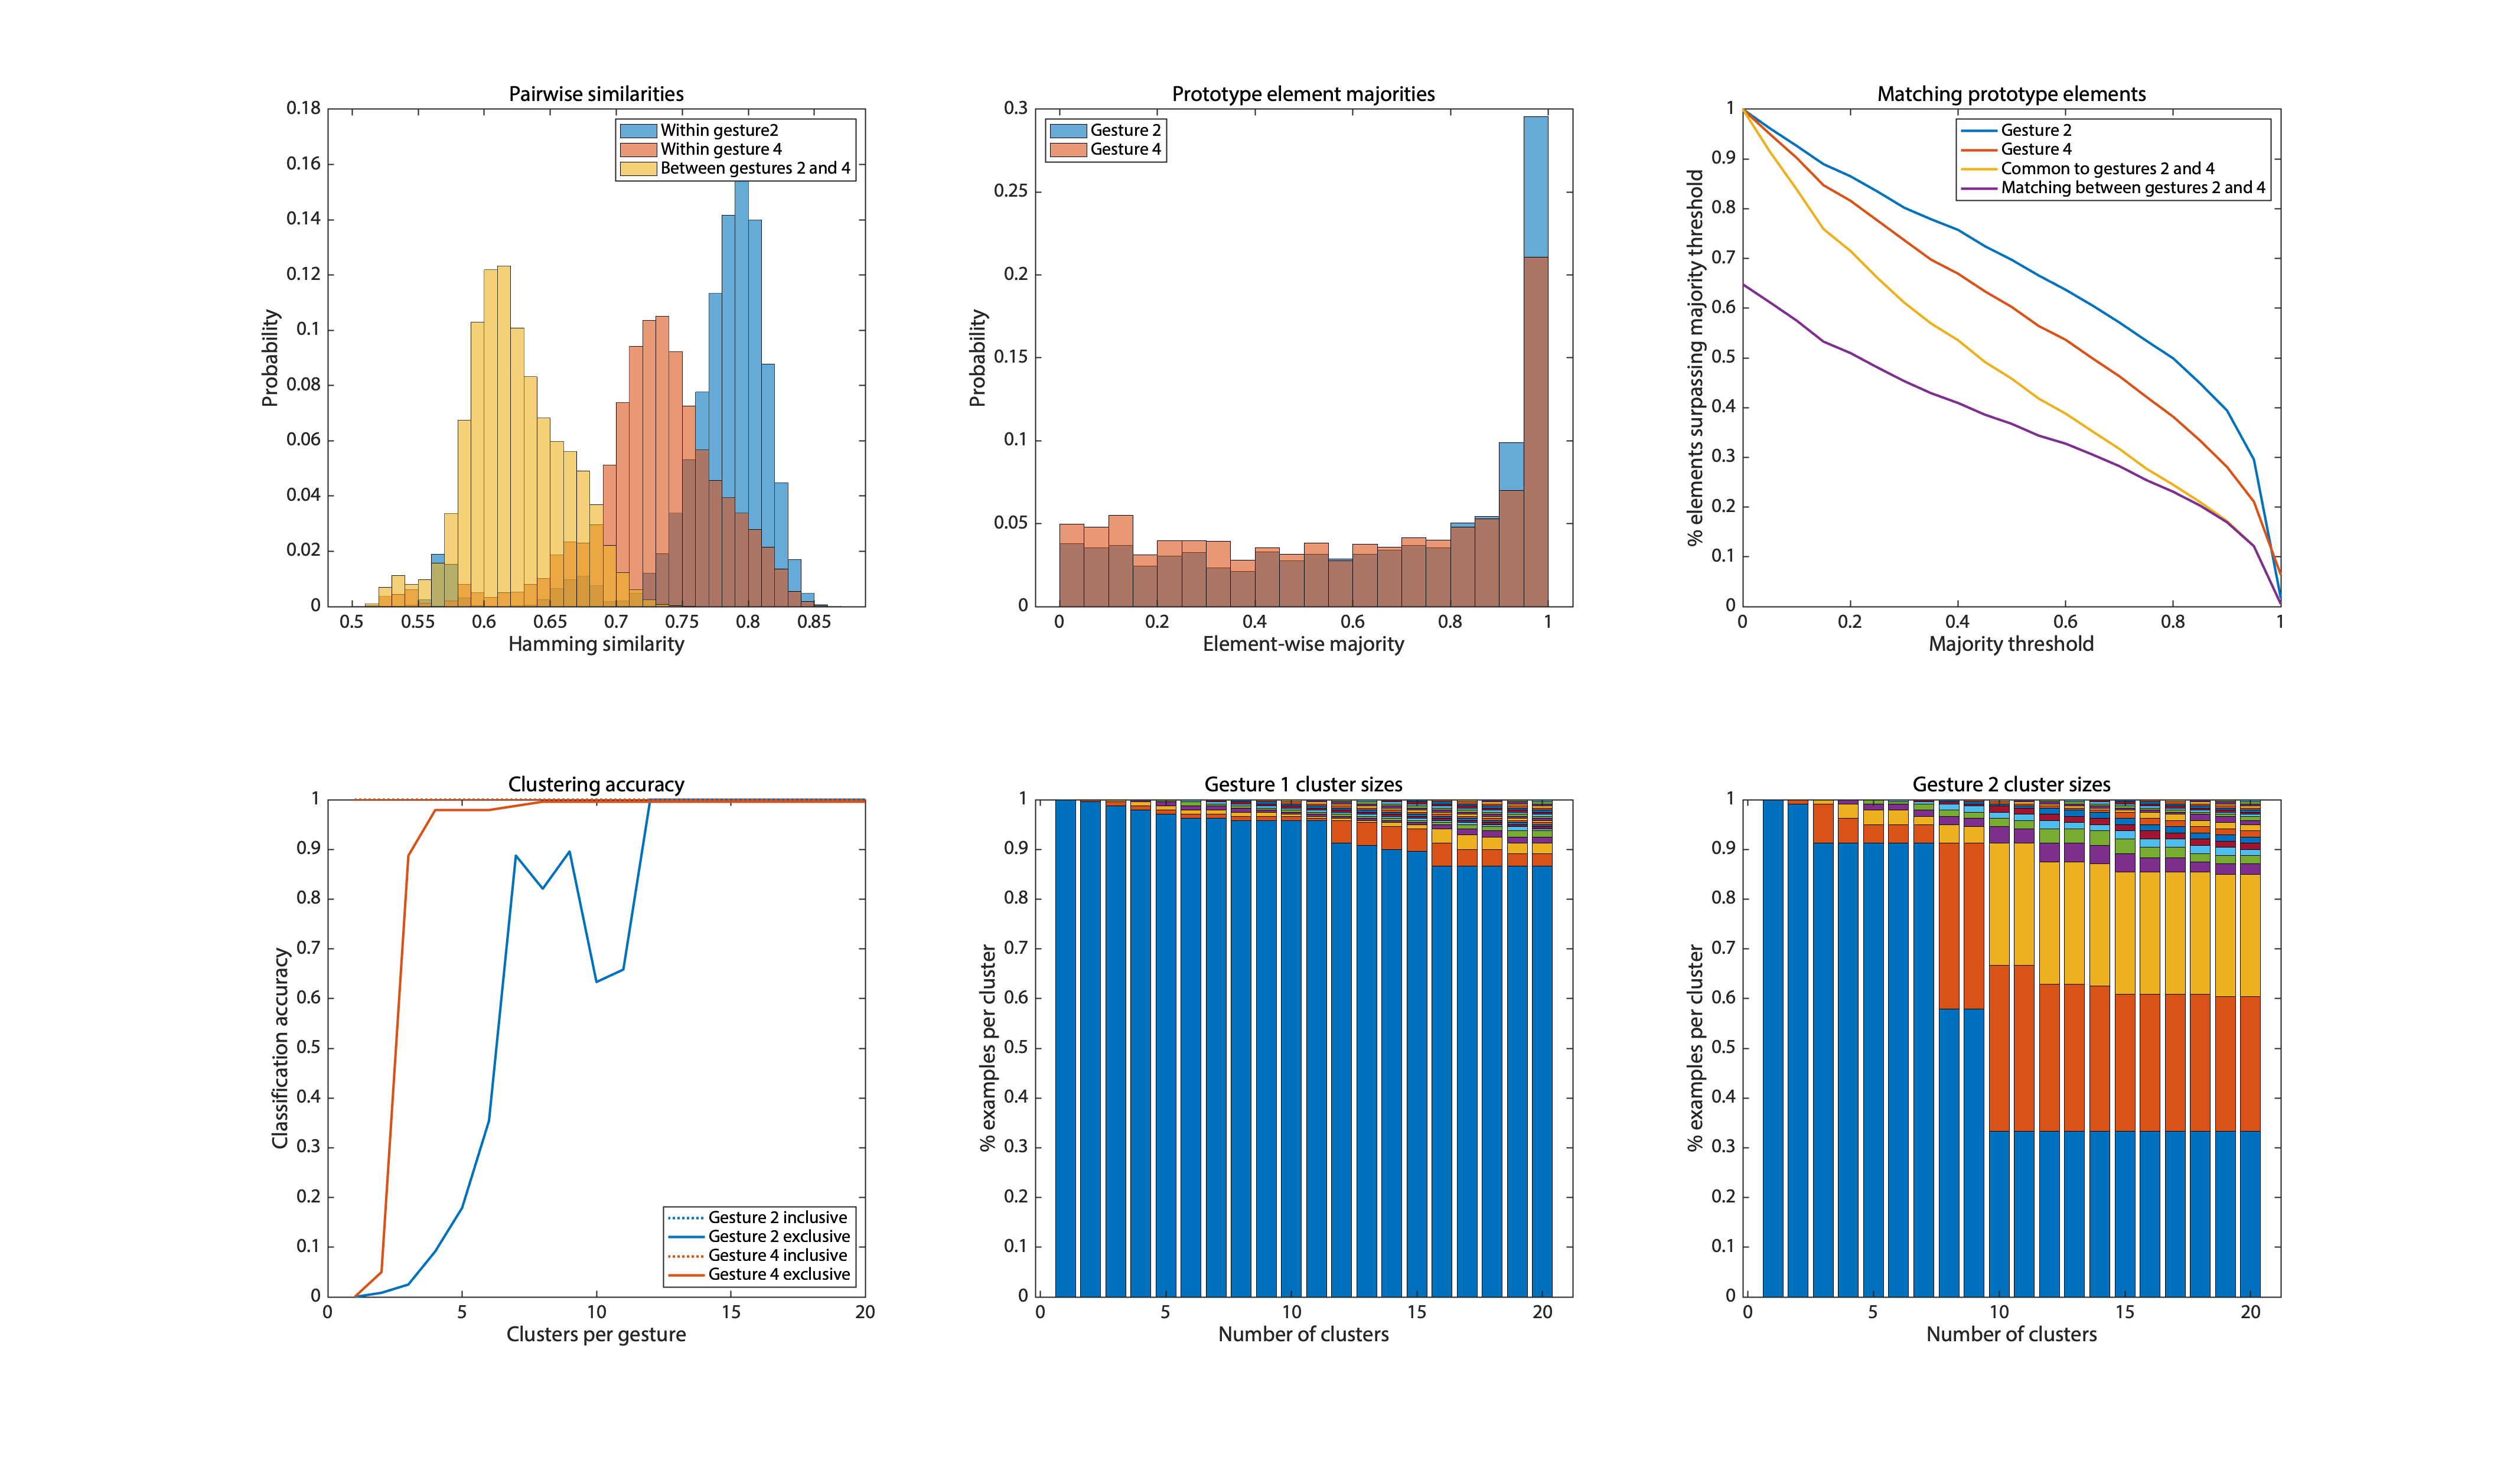 Pairwise similarities
0.18
0.16
0.14
0.12
0.1
0.08
0.06
0.04
0.02
0
Probability
Within gesture2
Within gesture 4
Between gestures 2 and 4
0.5 0.55 0.6 0.65 0.7 0.75 0.8 0.85
Hamming similarity
Prototype element majorities
0.3
0.25
0.2
0.15
0.1
0.05
0
Probability
Gesture 2
Gesture 4
0 0.2 0.4 0.6 0.8 1
Element-wise majority
Matching prototype elements
1
0.9
0.8
0.7
0.6
0.5
0.4
0.3
0.2
0.1
0
% elements surpassing majority threshold
Gesture 2
Gesture 4
Common to gestures 2 and 4
Matching between gestures 2 and 4
0 0.2 0.4 0.6 0.8 1
Majority threshold
Clustering accuracy
1
0.9
0.8
0.7
0.6
0.5
0.4
0.3
0.2
0.1
0
Classification accuracy
Gesture 2 inclusive
Gesture 2 exclusive
Gesture 4 inclusive
Gesture 4 exclusive
0 5 10 15 20
Clusters per gesture
Gesture 1 cluster sizes
1
0.9
0.8
0.7
0.6
0.5
0.4
0.3
0.2
0.1
0
% examples per cluster
0 5 10 15 20
Number of clusters
Gesture 2 cluster sizes
1
0.9
0.8
0.7
0.6
0.5
0.4
0.3
0.2
0.1
0
% examples per cluster
0 5 10 15 20
Number of clusters